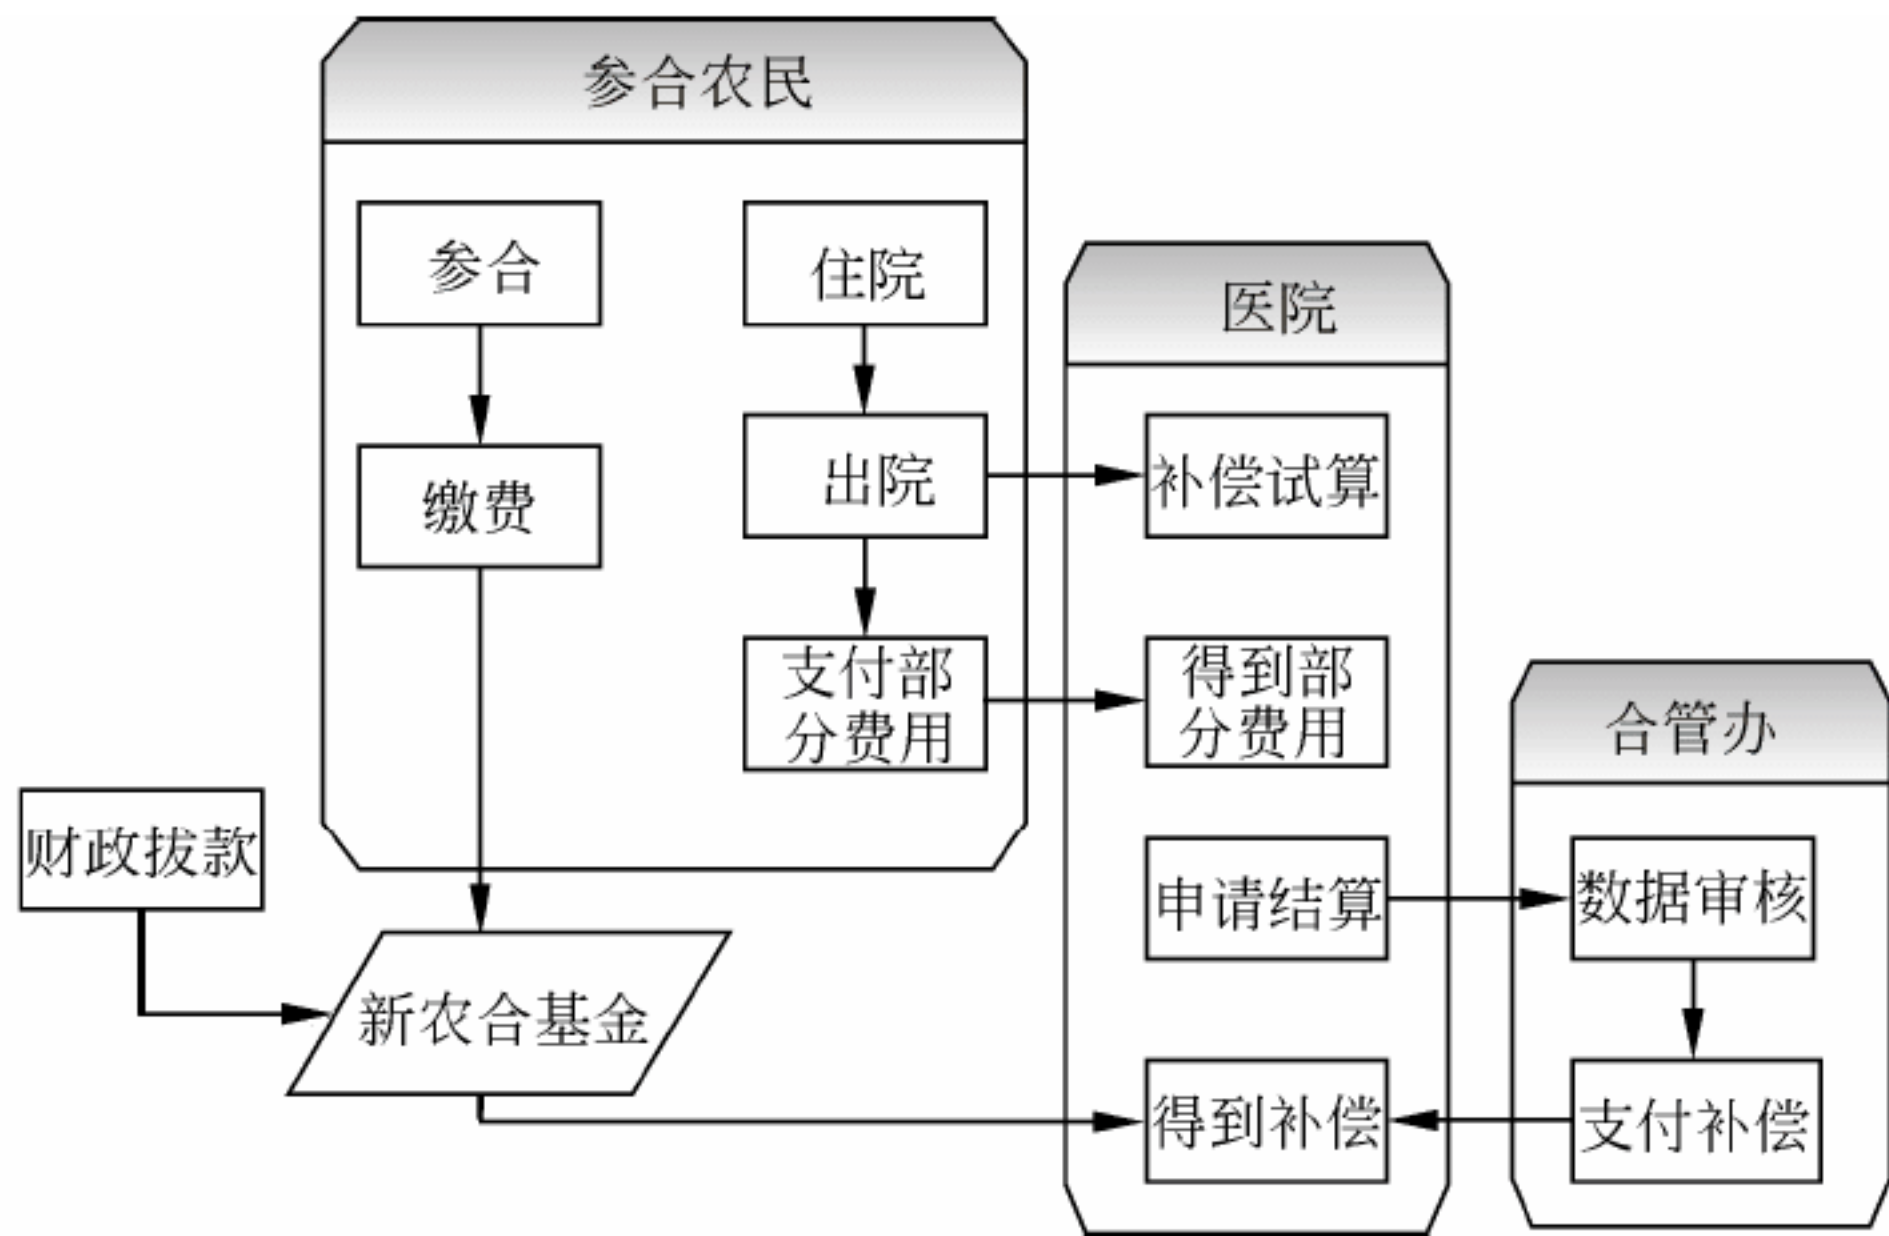 参合农民
参合
住院
医院
缴费
出院
补偿试算
支付部
分费用
得到部
分费用
合管办
财政拔款
申请结算
数据审核
新农合基金
得到补偿
支付补偿